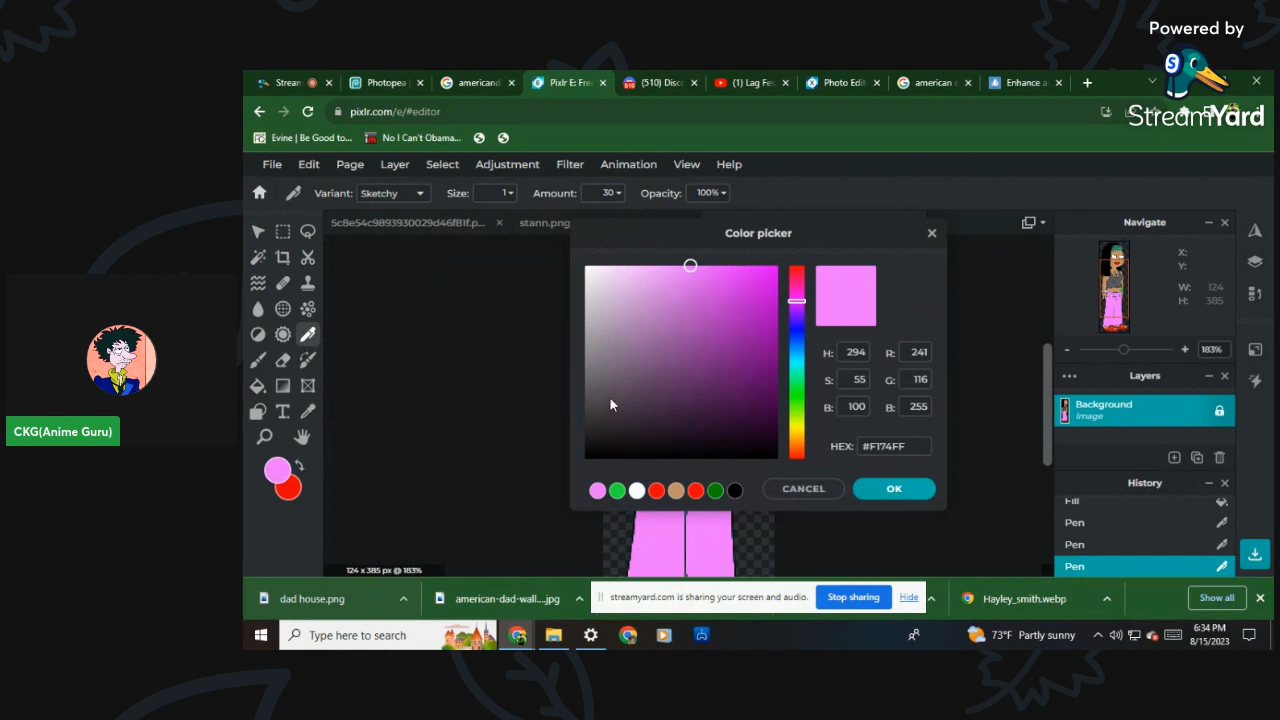 Powered by
StreamYard
Stream
Photopea
americand
Pixlr E: Fre
(510) Disc
(1) Lag Fes
Photo Edit
american c
Enhance a
pixlr.com/e/#editor
Evine | Be Good to...
No I Can't Obama...
File Edit Page Layer Select Adjustment Filter Animation View Help
Variant: Sketchy Size: 1 Amount: 30 Opacity: 100%
5c8e54c9893930029d46f81f.p...
stann.png
Color picker
Navigate
X:
Y:
W: 124
H: 385
183%
H: 294 R: 241
S: 55 G: 116
B: 100 B: 255
HEX: #F174FF
CANCEL OK
Layers
Background
Image
History
Fill
Pen
Pen
Pen
124 x 385 px @ 183%
CKG(Anime Guru)
dad house.png
american-dad-wall....jpg
streamyard.com is sharing your screen and audio.
Stop sharing
Hide
Hayley_smith.webp
Show all
Type here to search
73°F Partly sunny
6:34 PM
8/15/2023